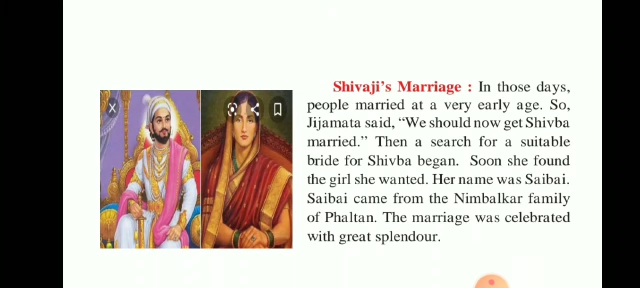 Shivaji's Marriage : In those days,
people married at a very early age. So,
Jijamata said, “We should now get Shivba
married.” Then a search for a suitable
bride for Shivba began. Soon she found
the girl she wanted. Her name was Saibai.
Saibai came from the Nimbalkar family
of Phaltan. The marriage was celebrated
with great splendour.